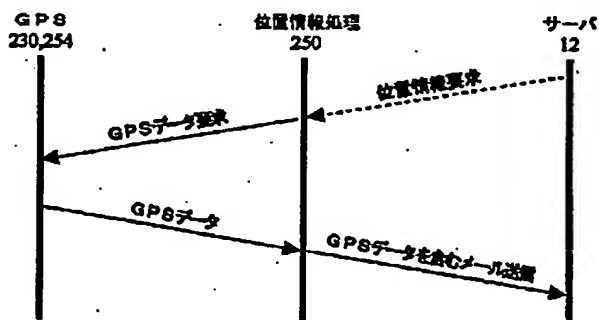 GPS
230,254
位置情報処理
250
サーバ
12
位置情報要求
GPSデータ要求
GPSデータ
GPSデータを含むメール送信